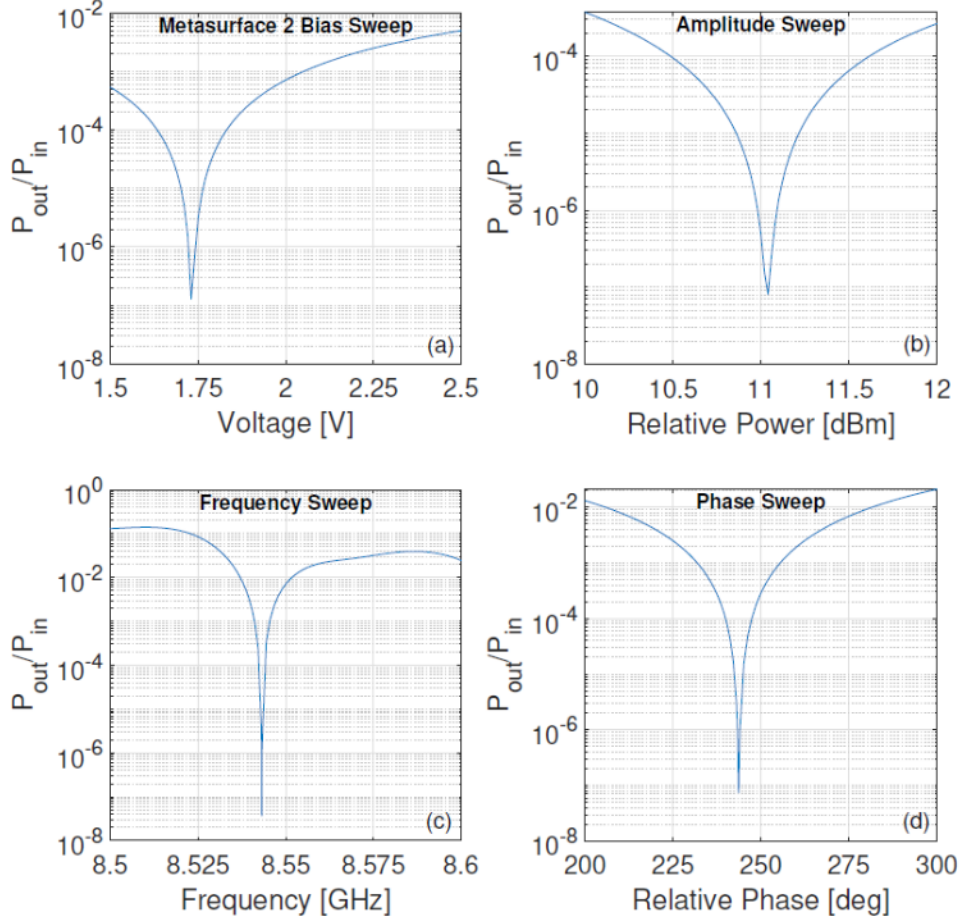 Metasurface 2 Bias Sweep
P_out/P_in
10^-2
10^-4
10^-6
10^-8
1.5 1.75 2 2.25 2.5
Voltage [V]
(a)
Amplitude Sweep
P_out/P_in
10^-4
10^-6
10^-8
10 10.5 11 11.5 12
Relative Power [dBm]
(b)
Frequency Sweep
P_out/P_in
10^0
10^-2
10^-4
10^-6
10^-8
8.5 8.525 8.55 8.575 8.6
Frequency [GHz]
(c)
Phase Sweep
P_out/P_in
10^-2
10^-4
10^-6
10^-8
200 225 250 275 300
Relative Phase [deg]
(d)